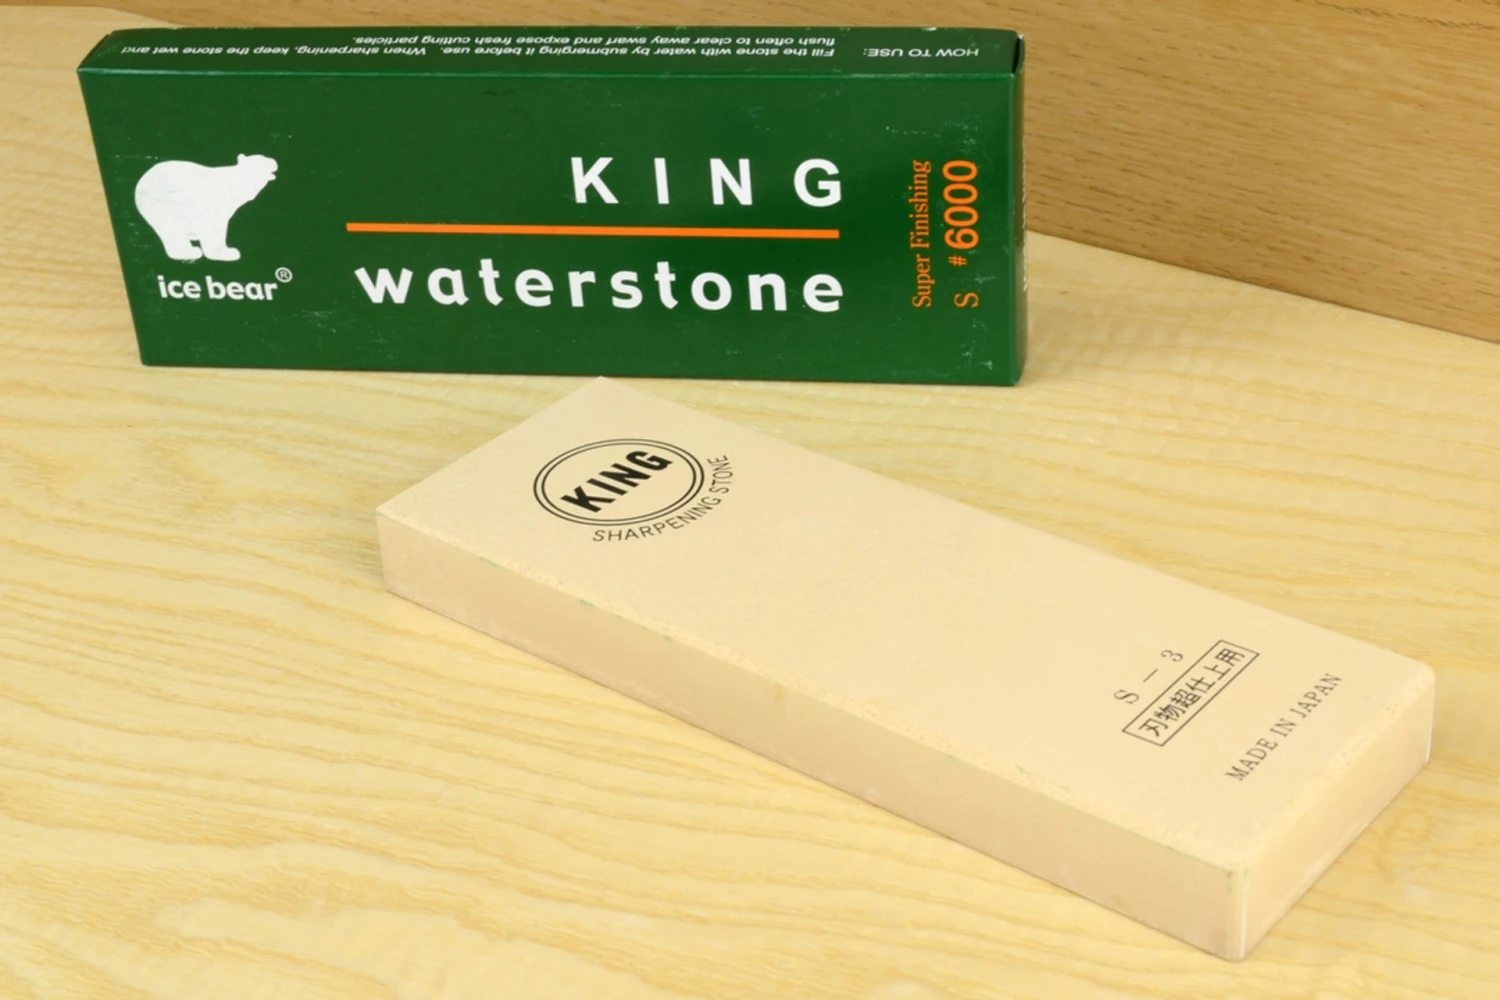 HOW TO USE:
Fill the stone with water by submerging it before use. When sharpening, keep the stone wet and
flush often to clear away swarf and expose fresh cutting particles.
ice bear®
KING
waterstone
Super Finishing
S #6000
KING
SHARPENING STONE
S - 3
刃物超仕上用
MADE IN JAPAN